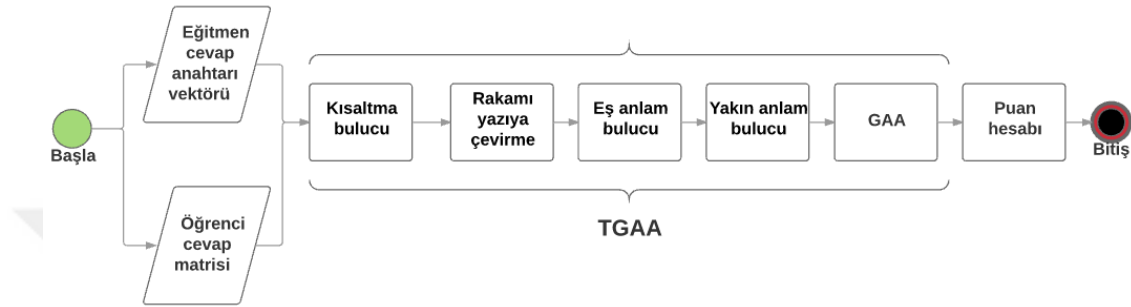 Eğitmen
cevap
anahtarı
vektörü
Başla
Öğrenci
cevap
matrisi
Kısaltma
bulucu
Rakamı
yazıya
çevirme
Eş anlam
bulucu
Yakın anlam
bulucu
GAA
TGAA
Puan
hesabı
Bitiş